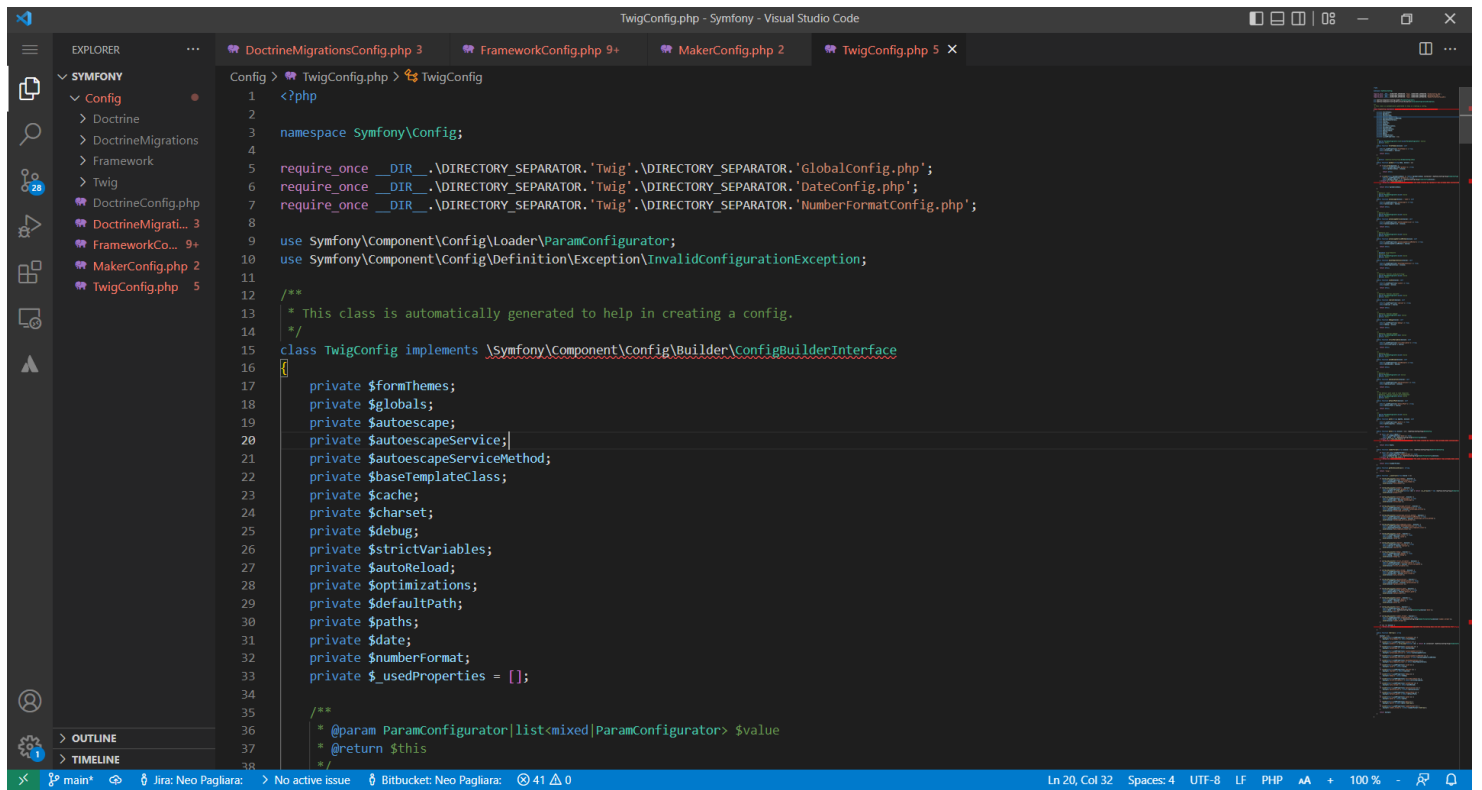 TwigConfig.php - Symfony - Visual Studio Code
EXPLORER
DoctrineMigrationsConfig.php 3
FrameworkConfig.php 9+
MakerConfig.php 2
TwigConfig.php 5
SYMFONY
Config
Doctrine
DoctrineMigrations
Framework
Twig
DoctrineConfig.php
DoctrineMigrati... 3
FrameworkCo... 9+
MakerConfig.php 2
TwigConfig.php 5
28
OUTLINE
TIMELINE
1
Config > TwigConfig.php > TwigConfig
1 <?php
2
3 namespace Symfony\Config;
4
5 require_once __DIR__.\DIRECTORY_SEPARATOR.'Twig'.\DIRECTORY_SEPARATOR.'GlobalConfig.php';
6 require_once __DIR__.\DIRECTORY_SEPARATOR.'Twig'.\DIRECTORY_SEPARATOR.'DateConfig.php';
7 require_once __DIR__.\DIRECTORY_SEPARATOR.'Twig'.\DIRECTORY_SEPARATOR.'NumberFormatConfig.php';
8
9 use Symfony\Component\Config\Loader\ParamConfigurator;
10 use Symfony\Component\Config\Definition\Exception\InvalidConfigurationException;
11
12 /**
13 * This class is automatically generated to help in creating a config.
14 */
15 class TwigConfig implements \Symfony\Component\Config\Builder\ConfigBuilderInterface
16 {
17 private $formThemes;
18 private $globals;
19 private $autoescape;
20 private $autoescapeService;
21 private $autoescapeServiceMethod;
22 private $baseTemplateClass;
23 private $cache;
24 private $charset;
25 private $debug;
26 private $strictVariables;
27 private $autoReload;
28 private $optimizations;
29 private $defaultPath;
30 private $paths;
31 private $date;
32 private $numberFormat;
33 private $_usedProperties = [];
34
35 /**
36 * @param ParamConfigurator|list<mixed|ParamConfigurator> $value
37 * @return $this
38 */
main* Jira: Neo Pagliara: > No active issue Bitbucket: Neo Pagliara: 41 0 Ln 20, Col 32 Spaces: 4 UTF-8 LF PHP AA + 100 % -